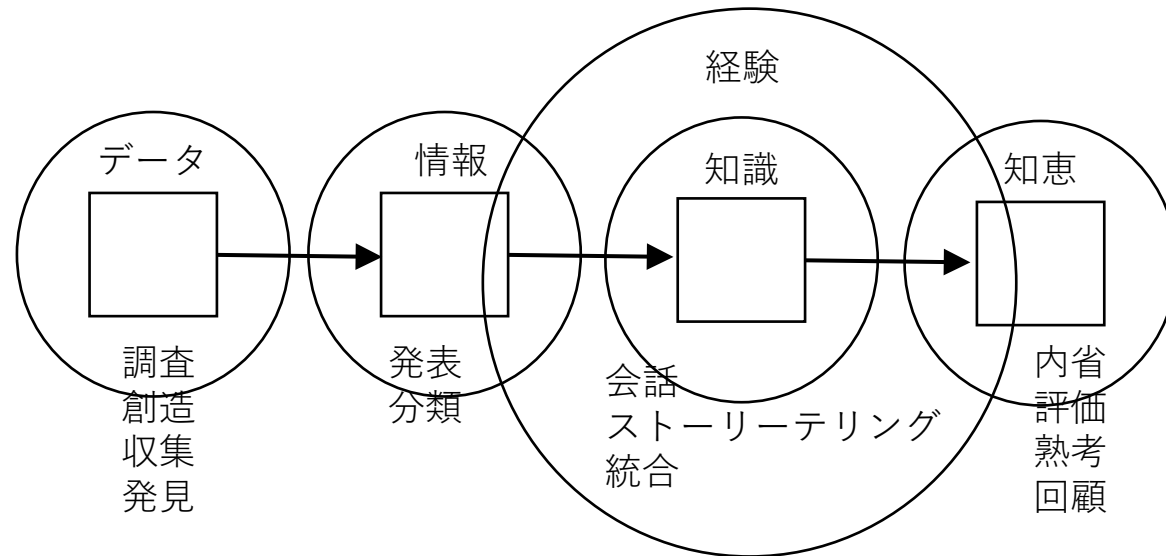 経験
データ
情報
知識
知恵
調査
創造
収集
発見
発表
分類
会話
ストーリーテリング
統合
内省
評価
熟考
回顧